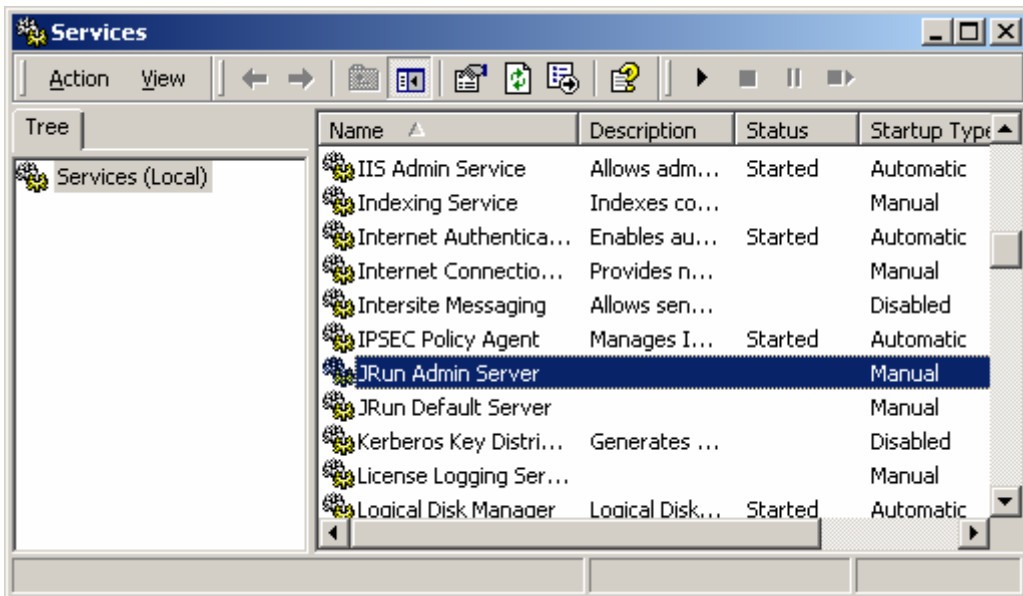 Services
Action View
Tree
Name Description Status Startup Type
Services (Local)
IIS Admin Service Allows adm... Started Automatic
Indexing Service Indexes co... Manual
Internet Authentica... Enables au... Started Automatic
Internet Connectio... Provides n... Manual
Intersite Messaging Allows sen... Disabled
IPSEC Policy Agent Manages I... Started Automatic
JRun Admin Server Manual
JRun Default Server Manual
Kerberos Key Distri... Generates ... Disabled
License Logging Ser... Manual
Logical Disk Manager Logical Disk... Started Automatic